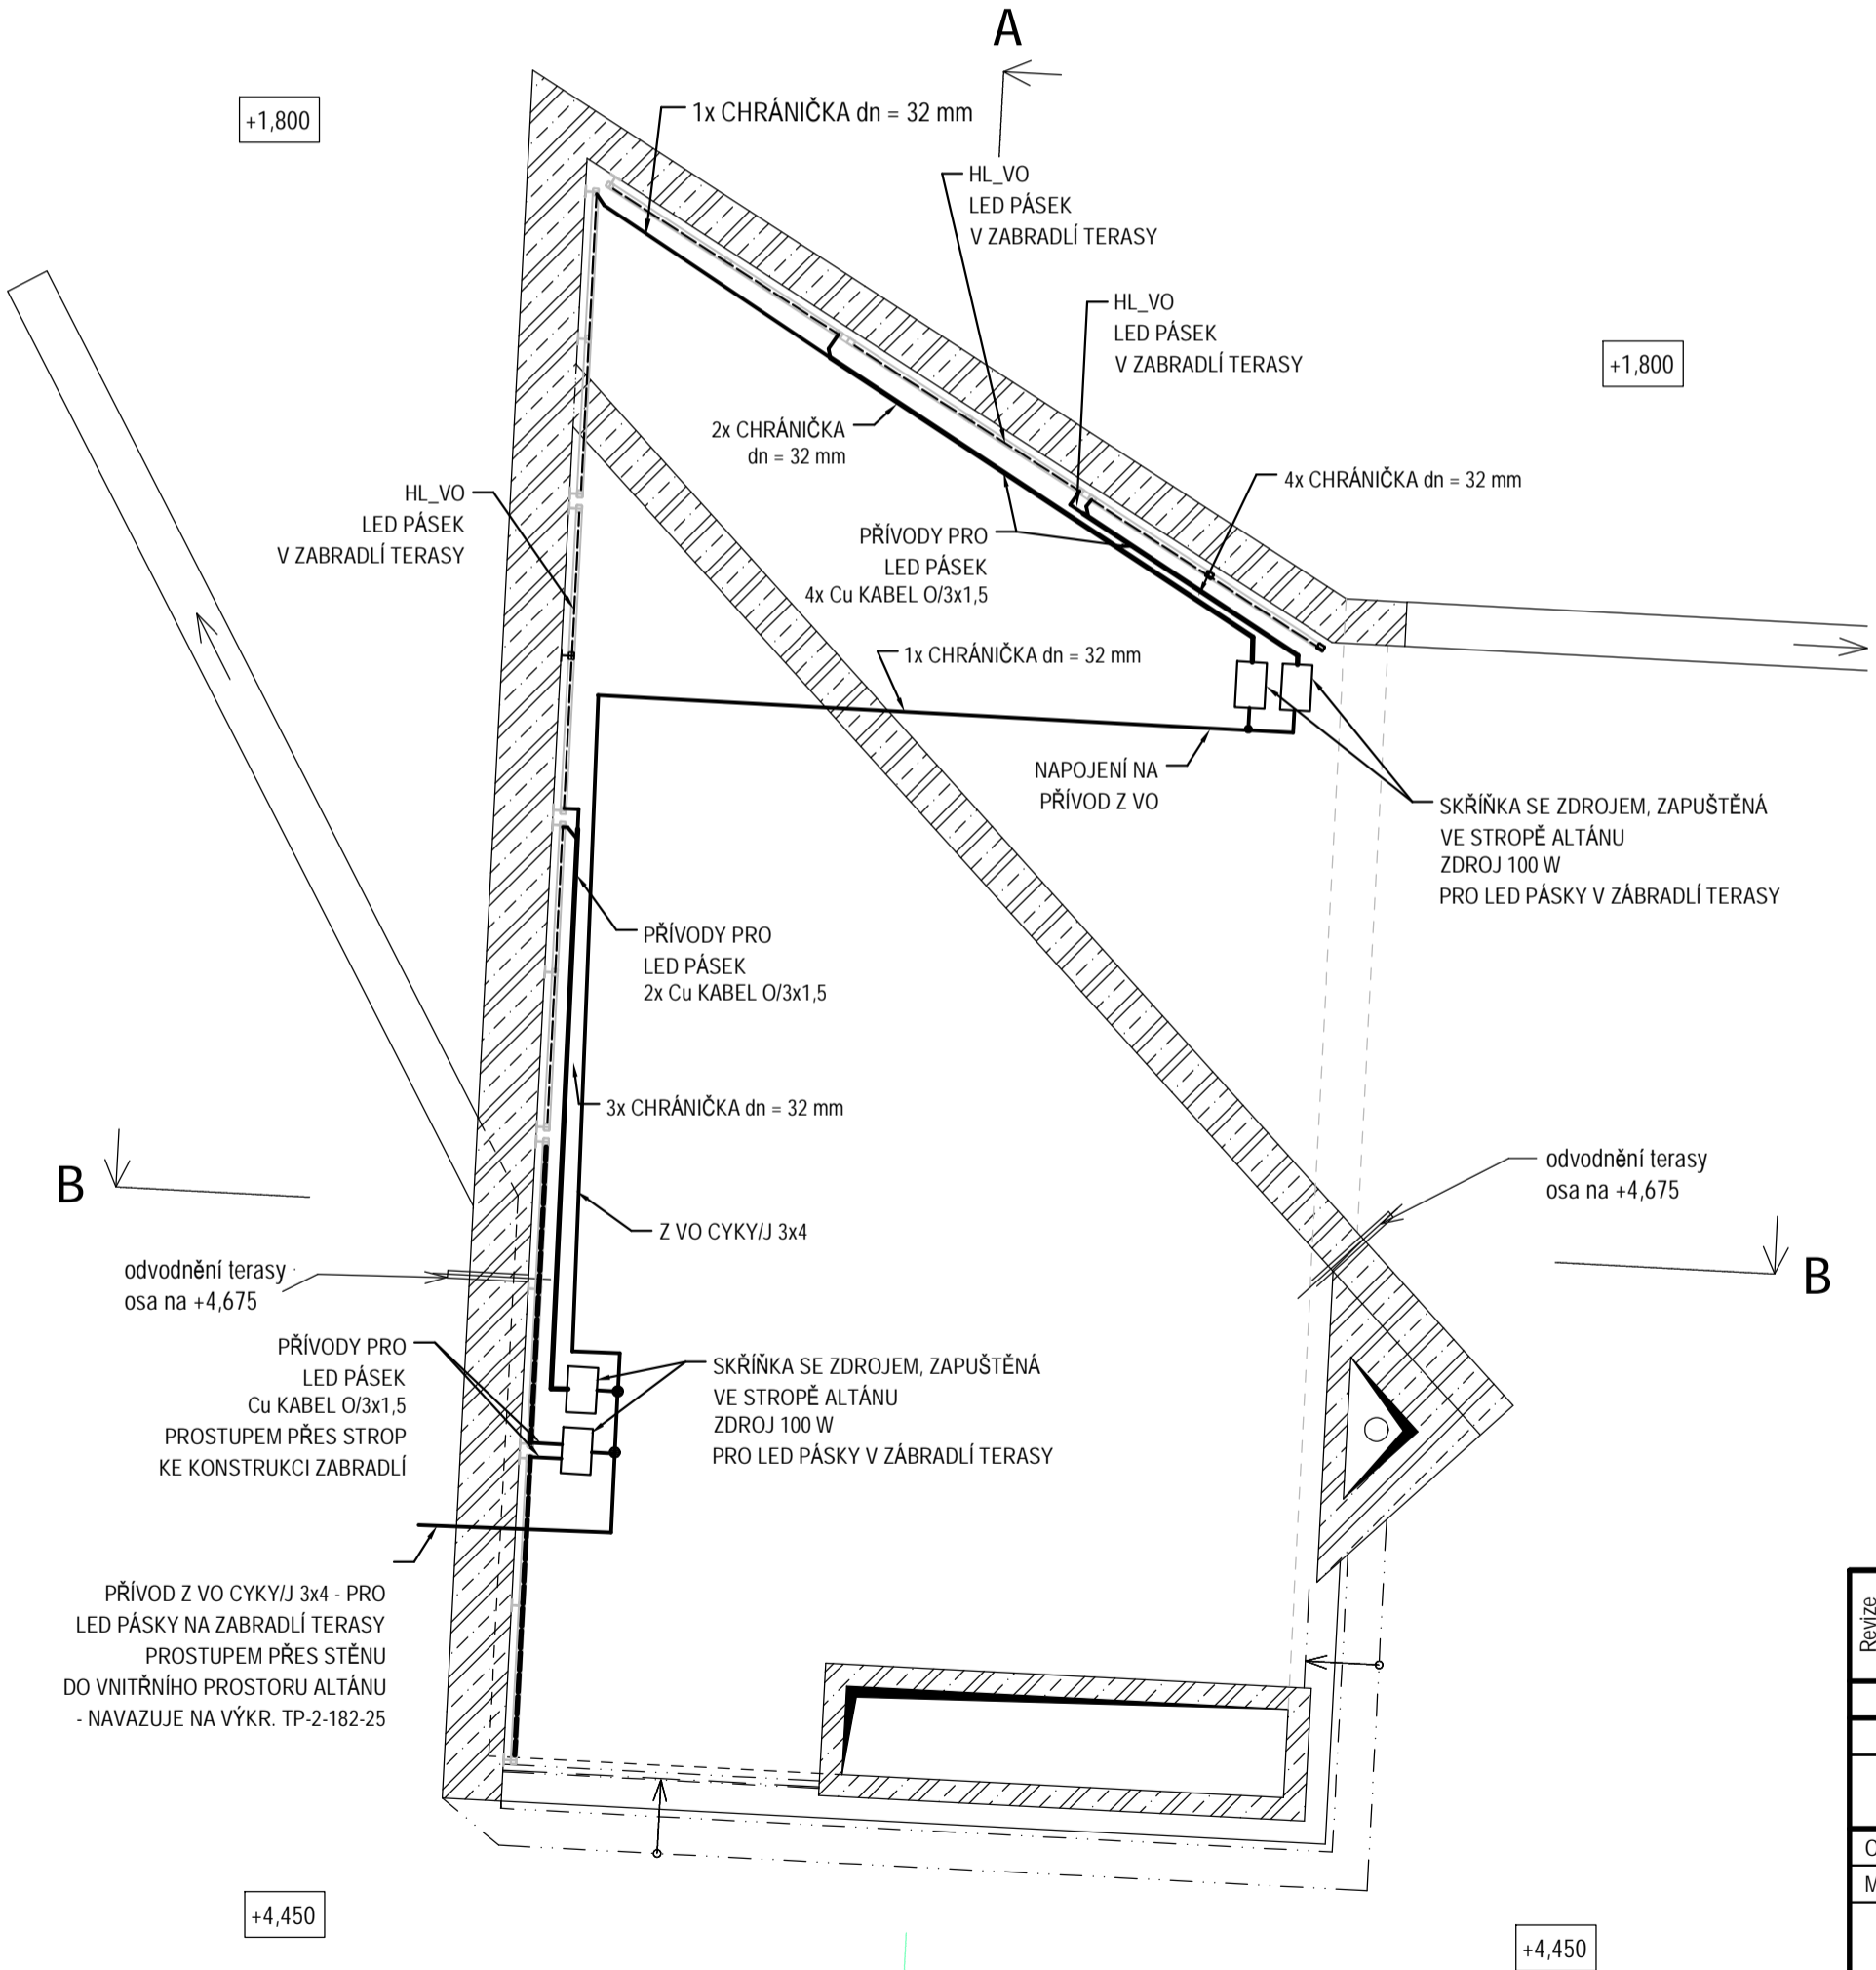 A
+1,800
1x CHRÁNIČKA dn = 32 mm
HL_VO
LED PÁSEK
V ZABRADLÍ TERASY
HL_VO
LED PÁSEK
V ZABRADLÍ TERASY
+1,800
2x CHRÁNIČKA
dn = 32 mm
4x CHRÁNIČKA dn = 32 mm
HL_VO
LED PÁSEK
V ZABRADLÍ TERASY
PŘÍVODY PRO
LED PÁSEK
4x Cu KABEL O/3x1,5
1x CHRÁNIČKA dn = 32 mm
NAPOJENÍ NA
PŘÍVOD Z VO
SKŘÍŇKA SE ZDROJEM, ZAPUŠTĚNÁ
VE STROPĚ ALTÁNU
ZDROJ 100 W
PRO LED PÁSKY V ZÁBRADLÍ TERASY
PŘÍVODY PRO
LED PÁSEK
2x Cu KABEL O/3x1,5
3x CHRÁNIČKA dn = 32 mm
B
odvodnění terasy
osa na +4,675
Z VO CYKY/J 3x4
B
odvodnění terasy
osa na +4,675
PŘÍVODY PRO
LED PÁSEK
Cu KABEL O/3x1,5
PROSTUPEM PŘES STROP
KE KONSTRUKCI ZABRADLÍ
SKŘÍŇKA SE ZDROJEM, ZAPUŠTĚNÁ
VE STROPĚ ALTÁNU
ZDROJ 100 W
PRO LED PÁSKY V ZÁBRADLÍ TERASY
PŘÍVOD Z VO CYKY/J 3x4 - PRO
LED PÁSKY NA ZABRADLÍ TERASY
PROSTUPEM PŘES STĚNU
DO VNITŘNÍHO PROSTORU ALTÁNU
- NAVAZUJE NA VÝKR. TP-2-182-25
Revize
+4,450
+4,450